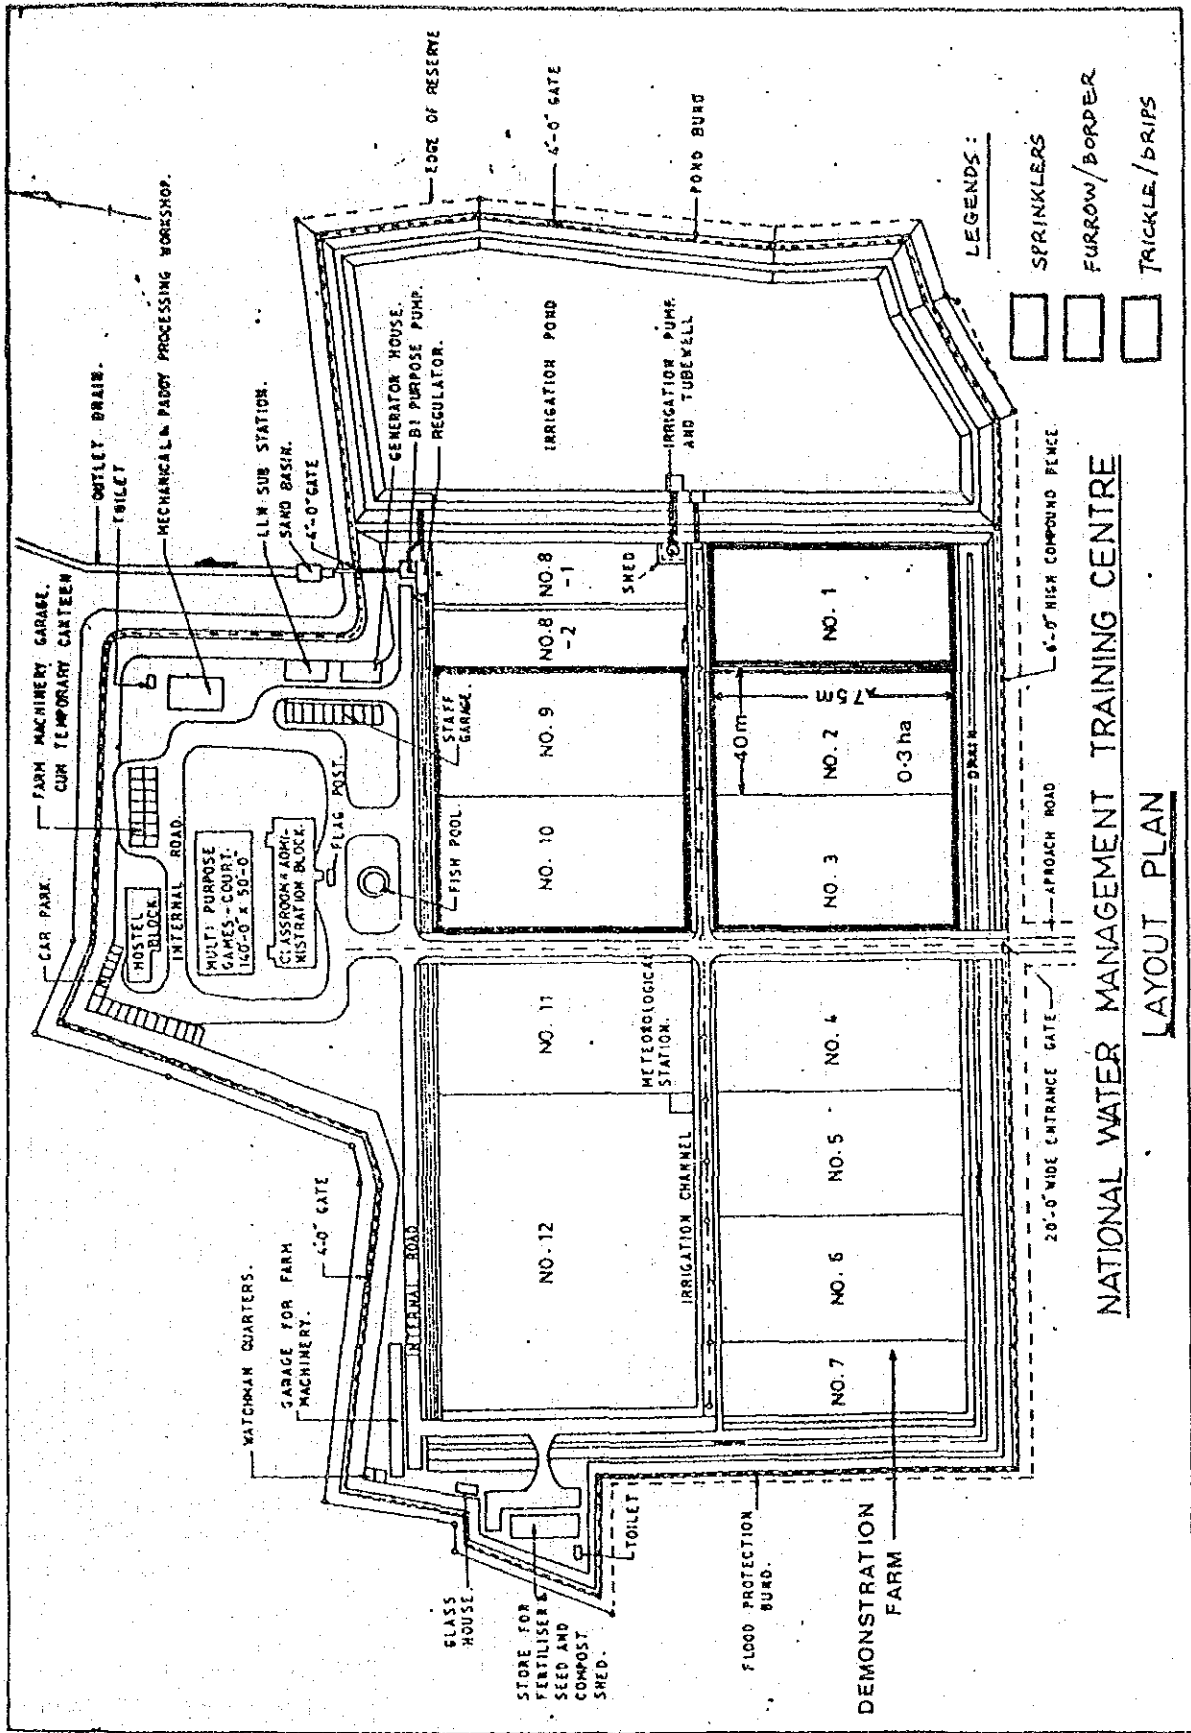 OUTLET DRAIN.
TOILET
MECHANICAL & PADDY PROCESSING WORKSHOP.
FARM MACHINERY GARAGE.
CUM TEMPORARY CANTEEN
L.L.N SUB STATION.
SAND BASIN.
4'-0" GATE
GENERATOR HOUSE.
BI PURPOSE PUMP.
REGULATOR.
EDGE OF RESERVE
4'-0" GATE
POND BUND
IRRIGATION POND
IRRIGATION PUMP
AND TUBEWELL
SHED
CAR PARK.
HOSTEL
BLOCK.
INTERNAL ROAD.
MULTI PURPOSE
GAMES-COURT-
140'-0" X 50'-0"
CLASSROOM & ADMI-
NISTRATION BLOCK.
FLAG POST.
STAFF
GARAGE.
FISH POOL.
NO.8
-1
NO.8
-2
NO. 9
NO. 10
NO. 11
NO.12
METEOROLOGICAL
STATION.
IRRIGATION CHANNEL
NO. 1
NO. 2
40m
x75m
0.3 ha
NO. 3
NO. 4
NO. 5
NO. 6
NO. 7
DRAIN
WATCHMAN QUARTERS.
GARAGE FOR FARM
MACHINERY.
4'-0" GATE
INTERNAL ROAD
GLASS
HOUSE.
STORE FOR
FERTILISER &
SEED AND
COMPOST
SHED.
TOILET
FLOOD PROTECTION
BUND.
DEMONSTRATION
FARM
20'-0" WIDE ENTRANCE GATE
APROACH ROAD
6'-0" HIGH COMPOUND FENCE.
LEGENDS :
SPRINKLERS
FURROW/BORDER
TRICKLE/DRIPS
NATIONAL WATER MANAGEMENT TRAINING CENTRE
LAYOUT PLAN